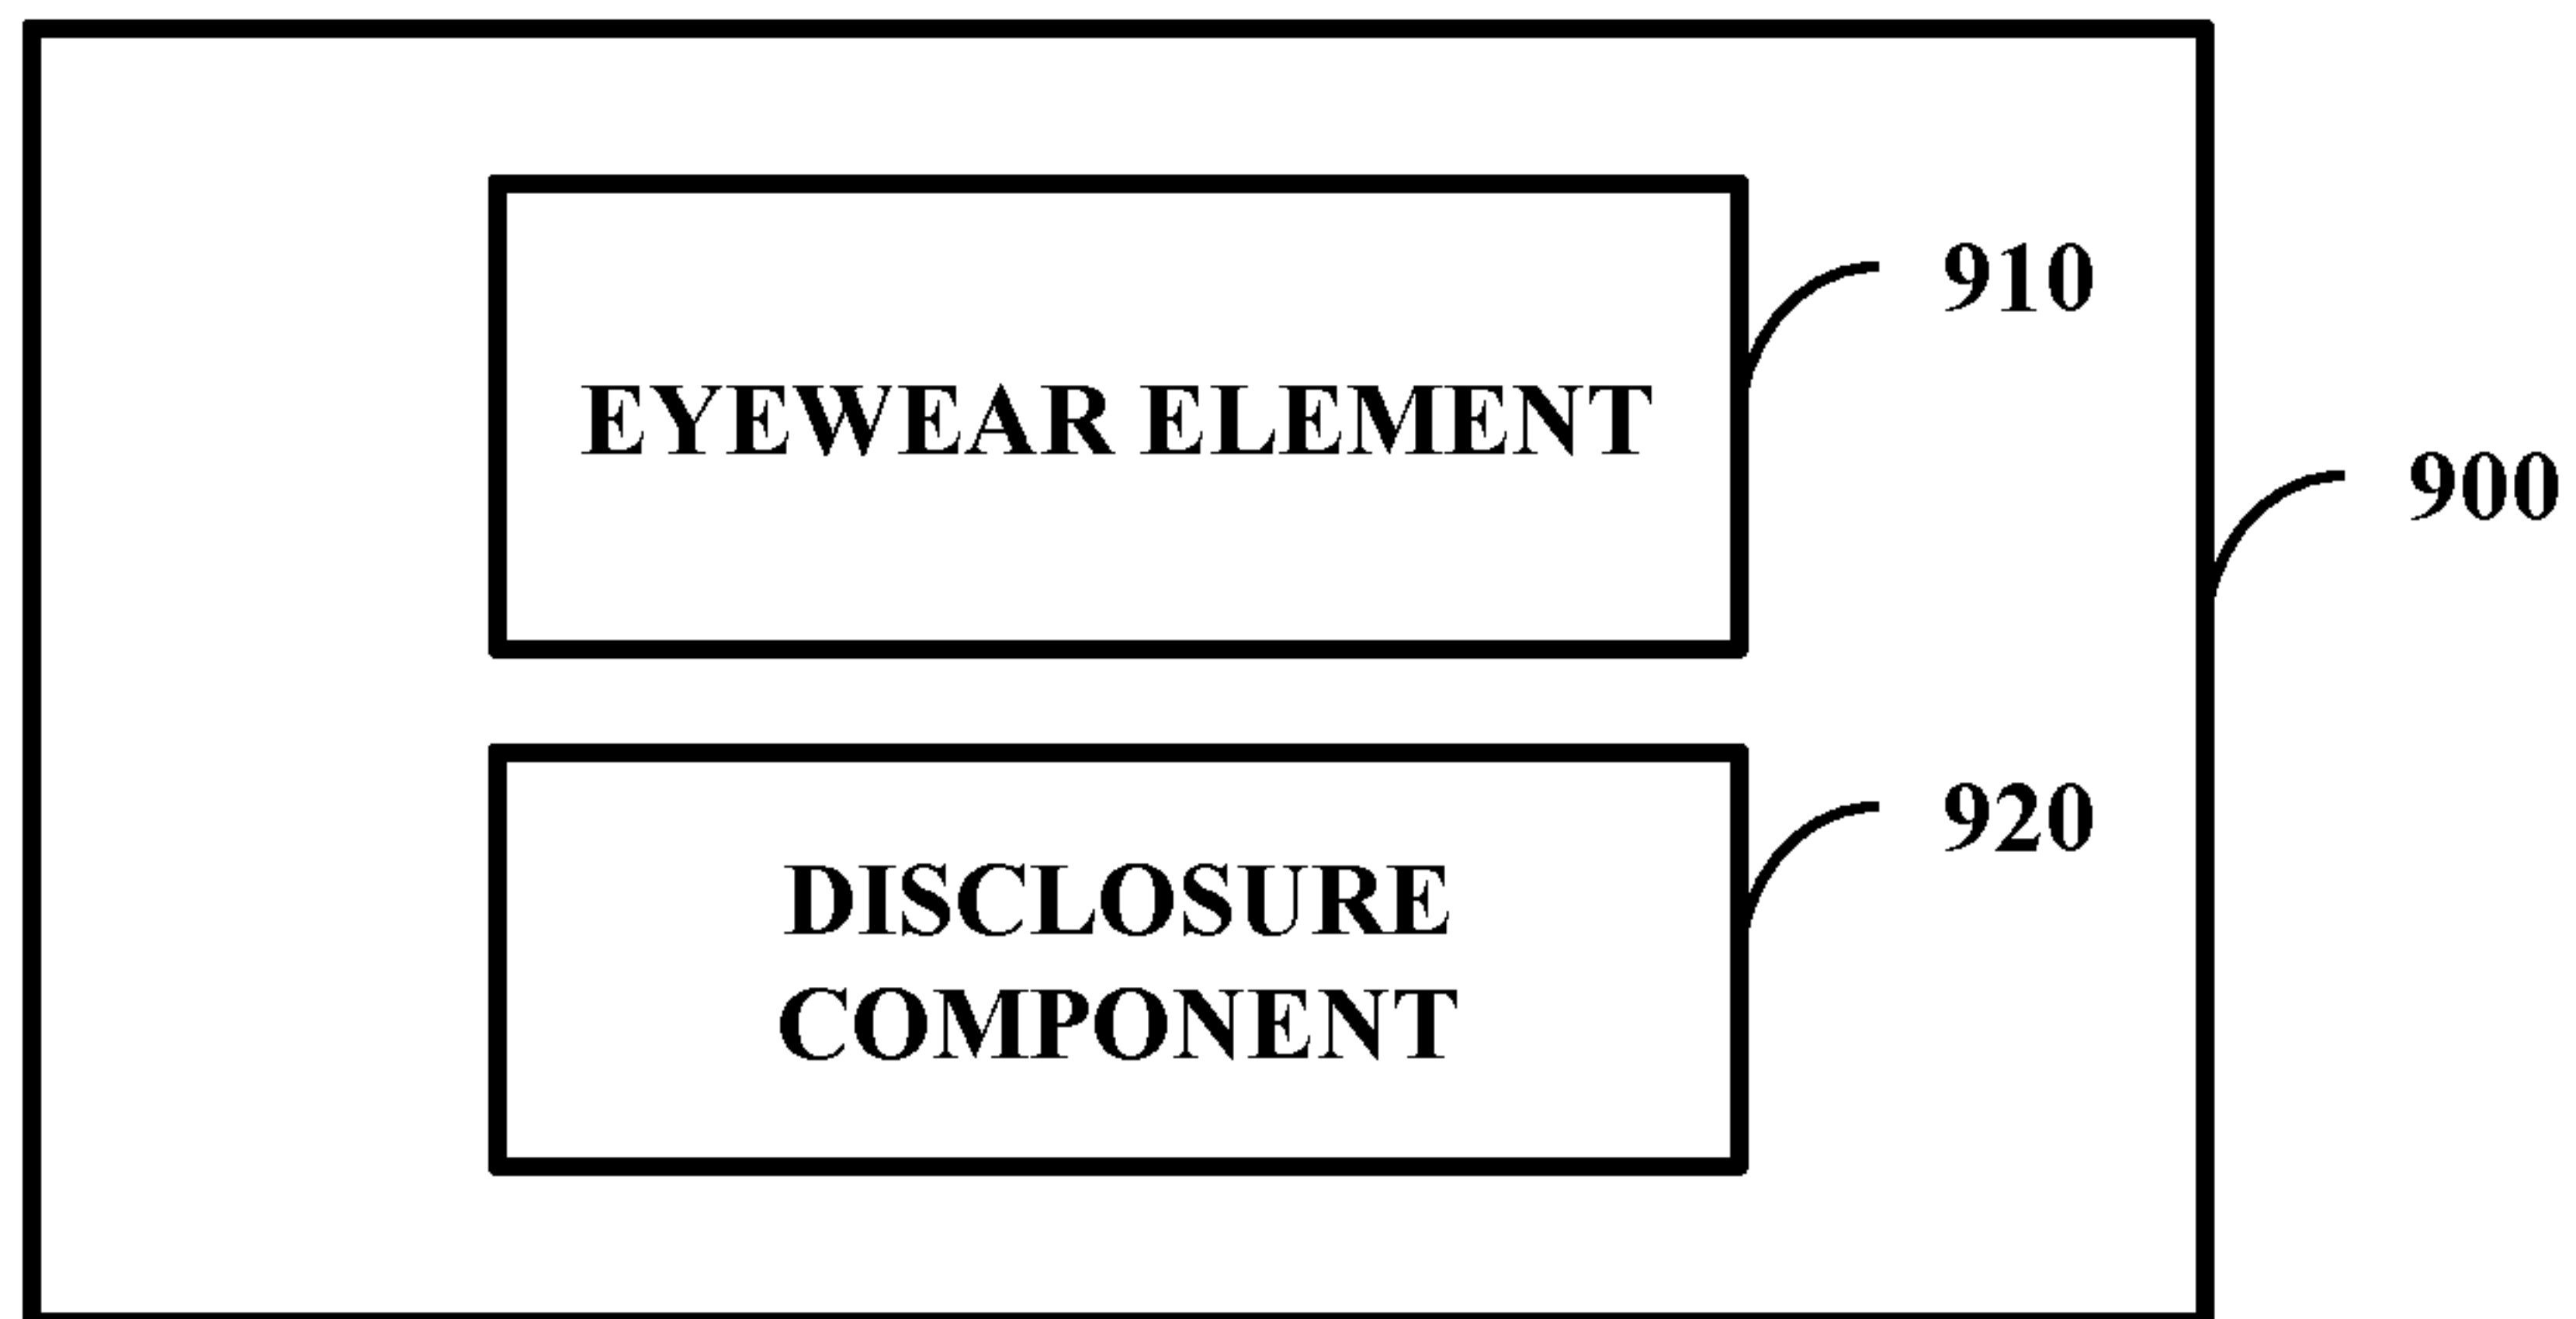 EYEWEAR ELEMENT
910
900
DISCLOSURE
COMPONENT
920